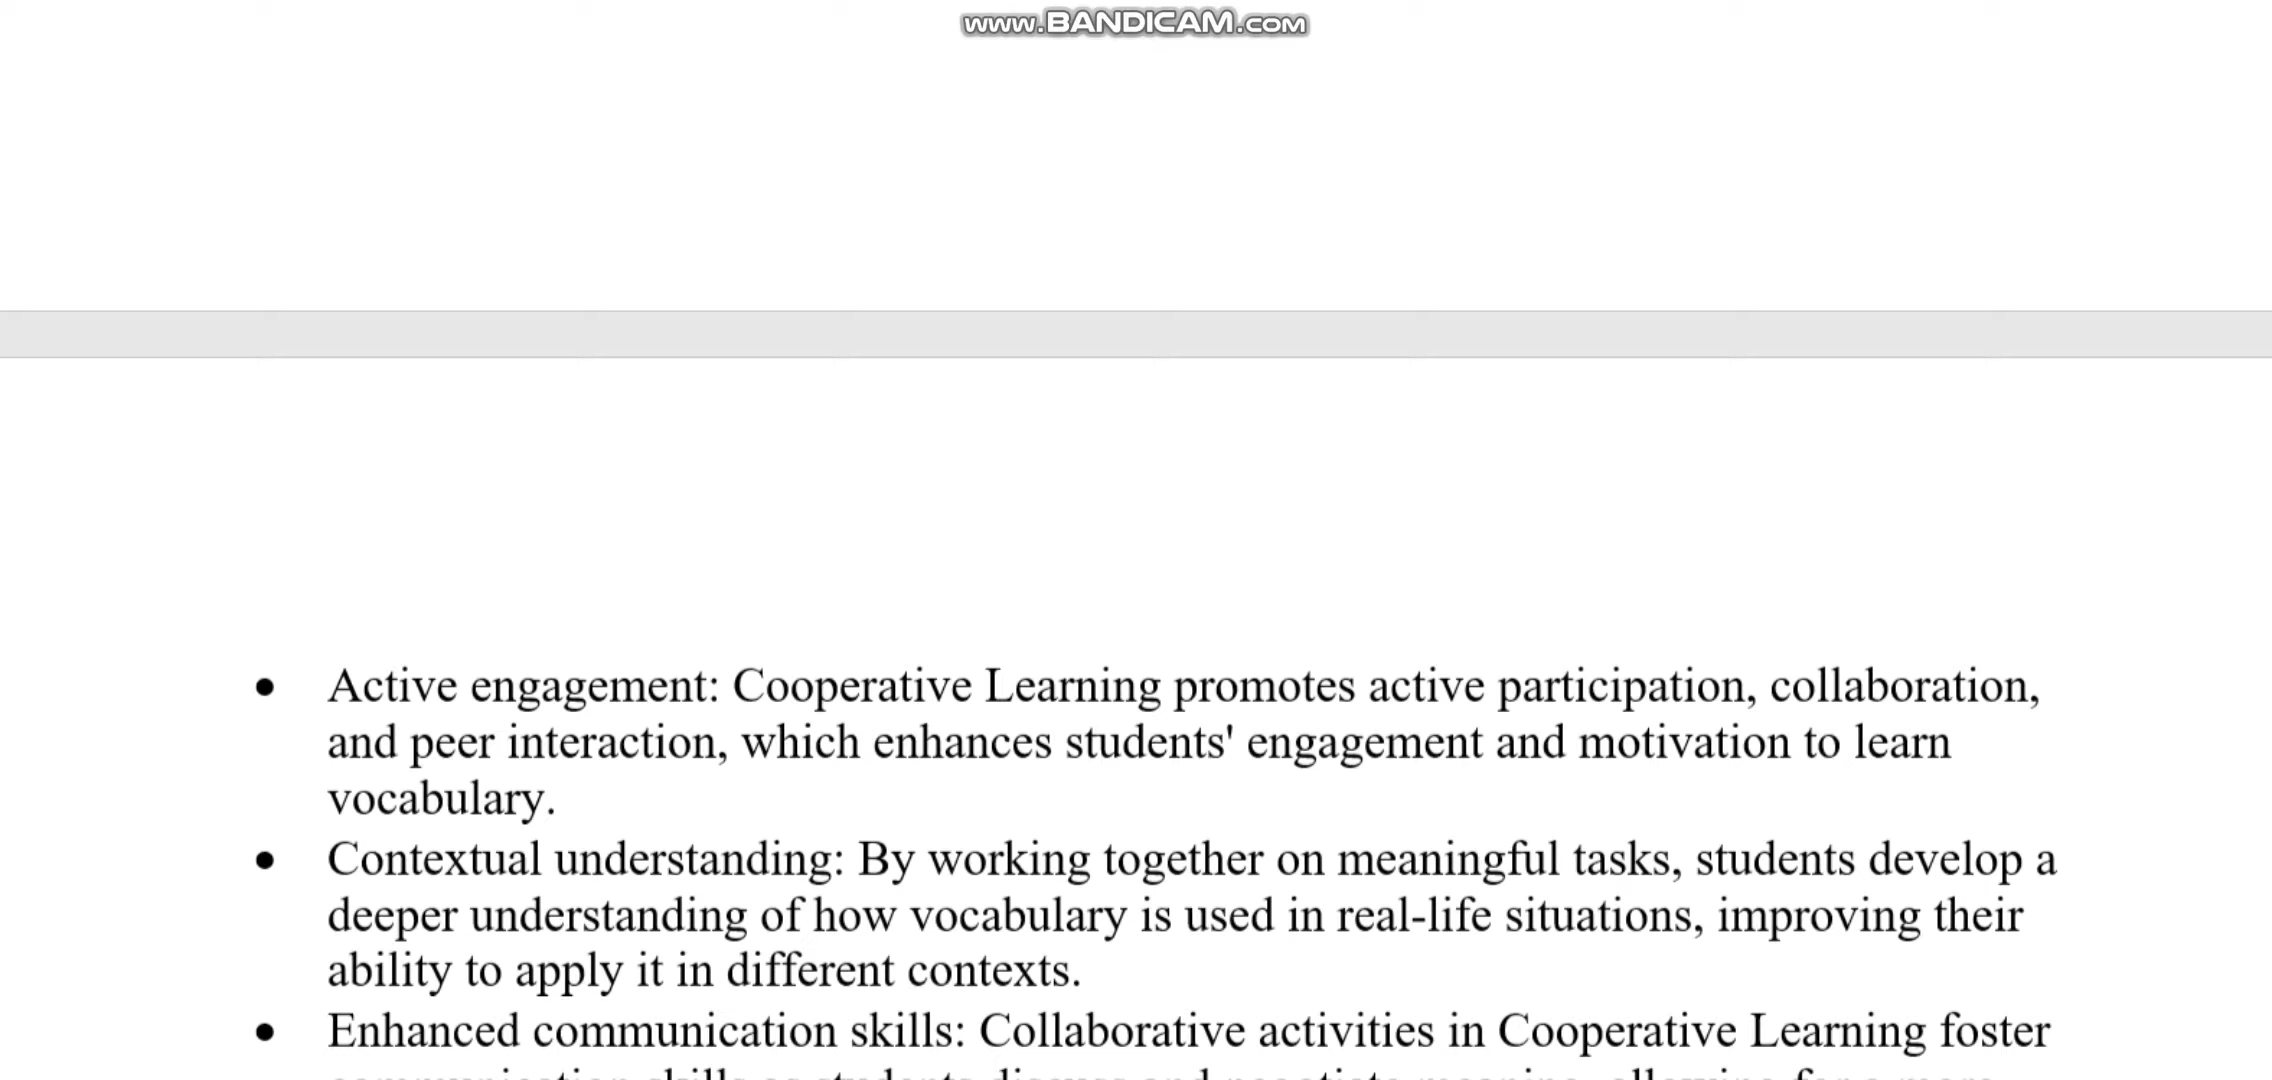 www.BANDICAM.com
• Active engagement: Cooperative Learning promotes active participation, collaboration,
and peer interaction, which enhances students' engagement and motivation to learn
vocabulary.
• Contextual understanding: By working together on meaningful tasks, students develop a
deeper understanding of how vocabulary is used in real-life situations, improving their
ability to apply it in different contexts.
• Enhanced communication skills: Collaborative activities in Cooperative Learning foster